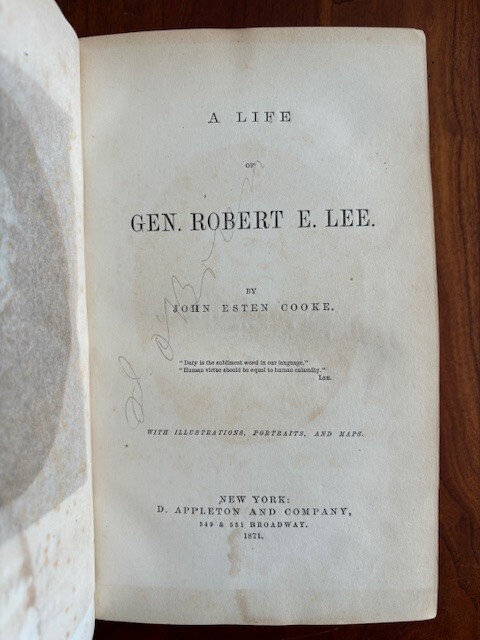 A LIFE
OF
GEN. ROBERT E. LEE.
BY
JOHN ESTEN COOKE.
"Duty is the sublimest word in our language."
"Human virtue should be equal to human calamity."
LEE.
WITH ILLUSTRATIONS, PORTRAITS, AND MAPS.
NEW YORK:
D. APPLETON AND COMPANY,
549 & 551 BROADWAY.
1871.